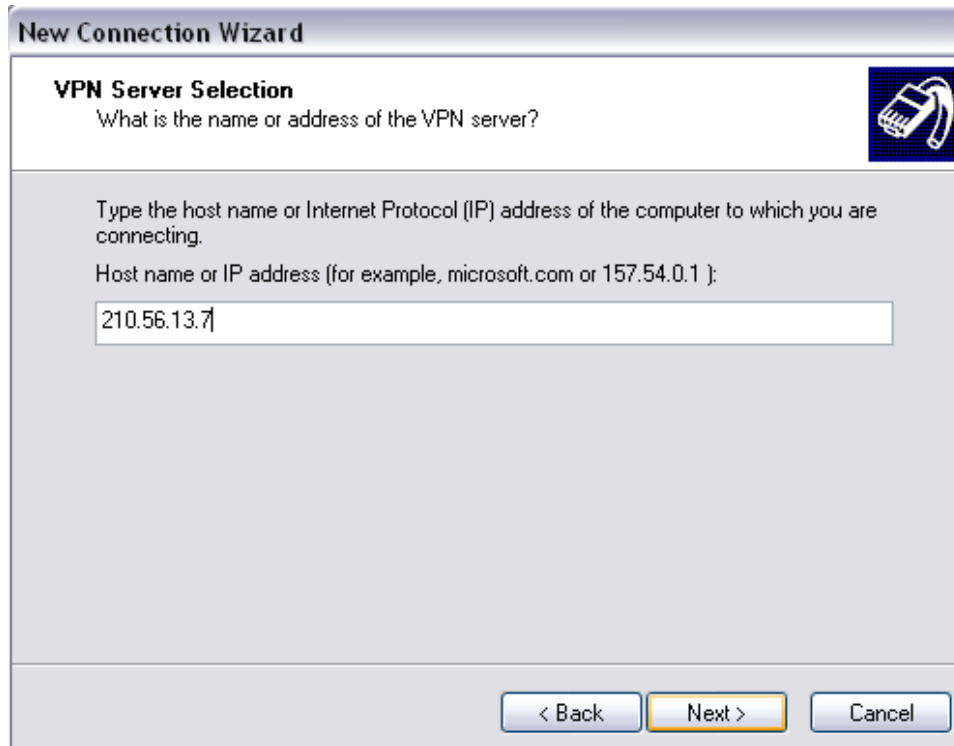 New Connection Wizard
VPN Server Selection
What is the name or address of the VPN server?
Type the host name or Internet Protocol (IP) address of the computer to which you are
connecting.
Host name or IP address (for example, microsoft.com or 157.54.0.1 ):
210.56.13.7
< Back
Next >
Cancel